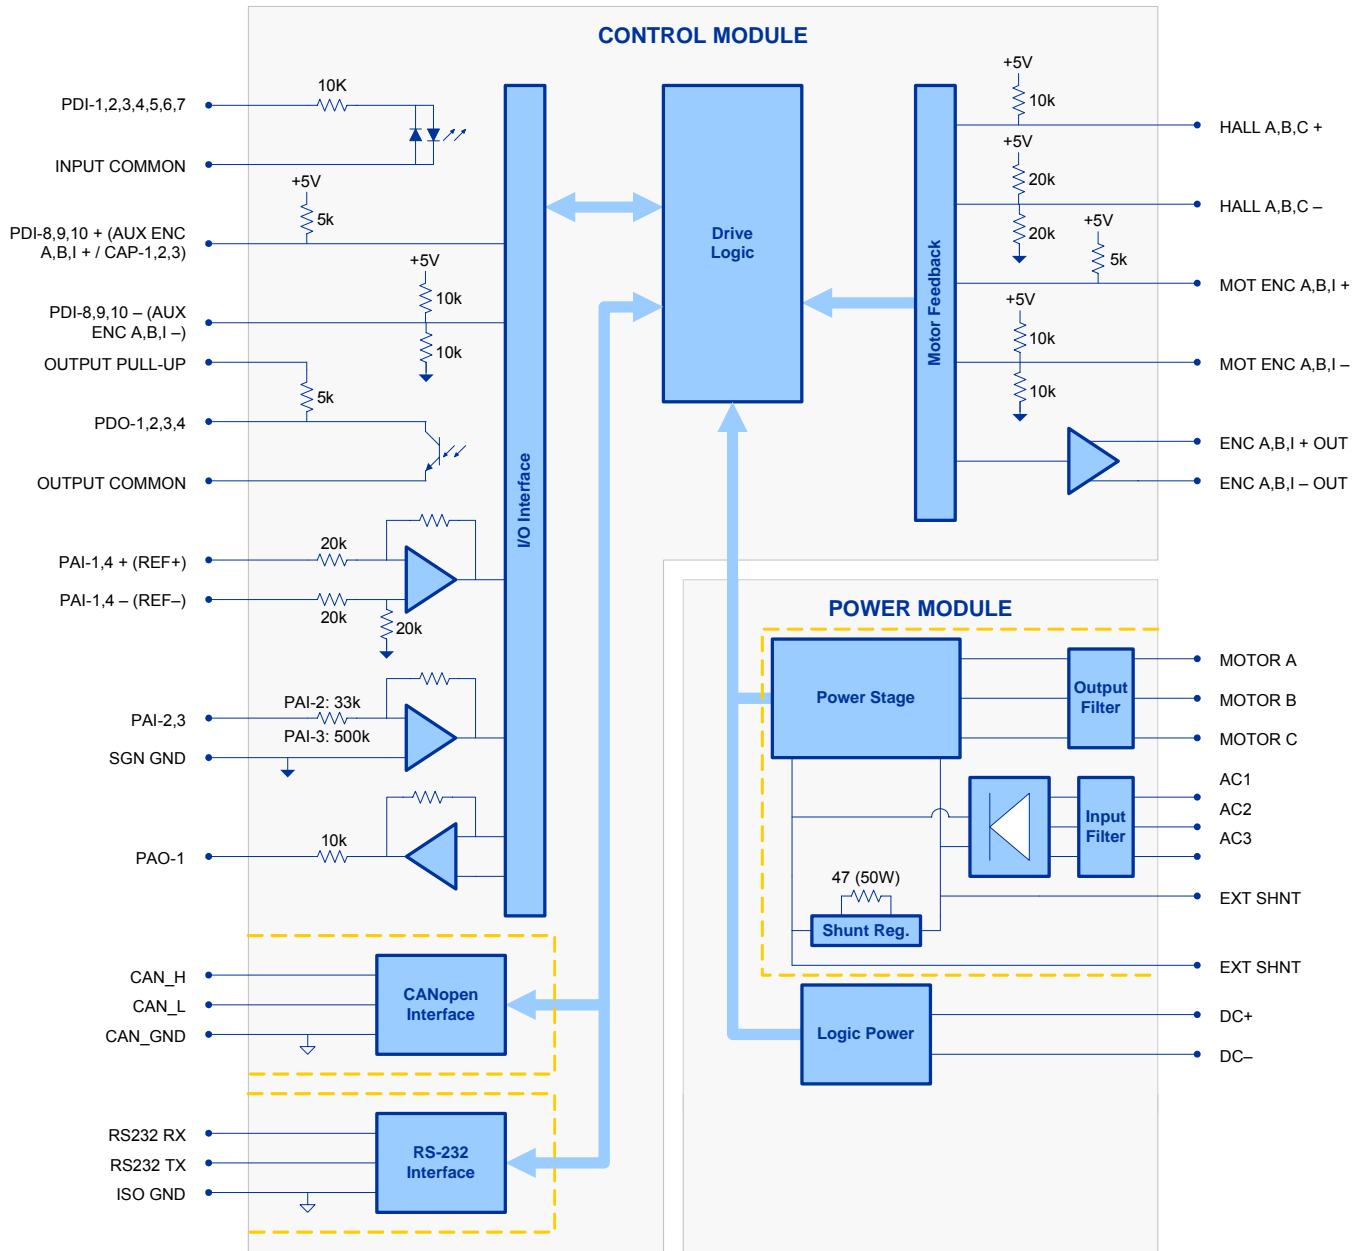 CONTROL MODULE
PDI-1,2,3,4,5,6,7
10K
INPUT COMMON
+5V
5k
PDI-8,9,10 + (AUX ENC
A,B,I + / CAP-1,2,3)
+5V
10k
PDI-8,9,10 – (AUX
ENC A,B,I –)
10k
OUTPUT PULL-UP
5k
PDO-1,2,3,4
OUTPUT COMMON
PAI-1,4 + (REF+)
20k
PAI-1,4 – (REF–)
20k
20k
PAI-2,3
PAI-2: 33k
PAI-3: 500k
SGN GND
PAO-1
10k
I/O Interface
CAN_H
CAN_L
CAN_GND
CANopen
Interface
RS232 RX
RS232 TX
ISO GND
RS-232
Interface
Drive
Logic
Motor Feedback
+5V
10k
HALL A,B,C +
+5V
20k
HALL A,B,C –
20k
+5V
5k
MOT ENC A,B,I +
+5V
10k
MOT ENC A,B,I –
10k
ENC A,B,I + OUT
ENC A,B,I – OUT
POWER MODULE
Power Stage
Output
Filter
MOTOR A
MOTOR B
MOTOR C
Input
Filter
AC1
AC2
AC3
47 (50W)
Shunt Reg.
EXT SHNT
EXT SHNT
Logic Power
DC+
DC–